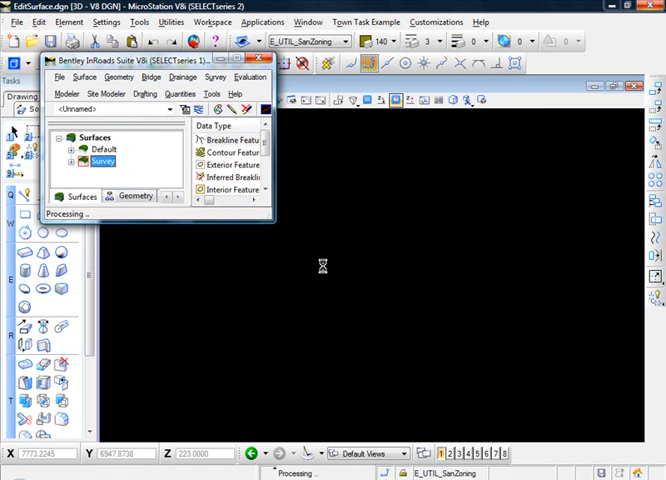 EditSurface.dgn [3D - V8 DGN] - MicroStation V8i (SELECTseries 2)
File Edit Element Settings Tools Utilities Workspace Applications Window Town Task Example Customizations Help
E_UTIL_SanZoning 140 3 0 0
Tasks
Drawing
Bentley InRoads Suite V8i (SELECTseries 1)...
File Surface Geometry Bridge Drainage Survey Evaluation
Modeler Site Modeler Drafting Quantities Tools Help
<Unnamed>
Surfaces
Default
Survey
Data Type
Breakline Featu
Contour Featur
Exterior Feature
Inferred Breaklin
Interior Feature
Surfaces Geometry
Processing ..
Q
W
E
R
T
X 7773.2245 Y 6947.8738 Z 223.0000 Default Views 1 2 3 4 5 6 7 8
Processing .. E_UTIL_SanZoning